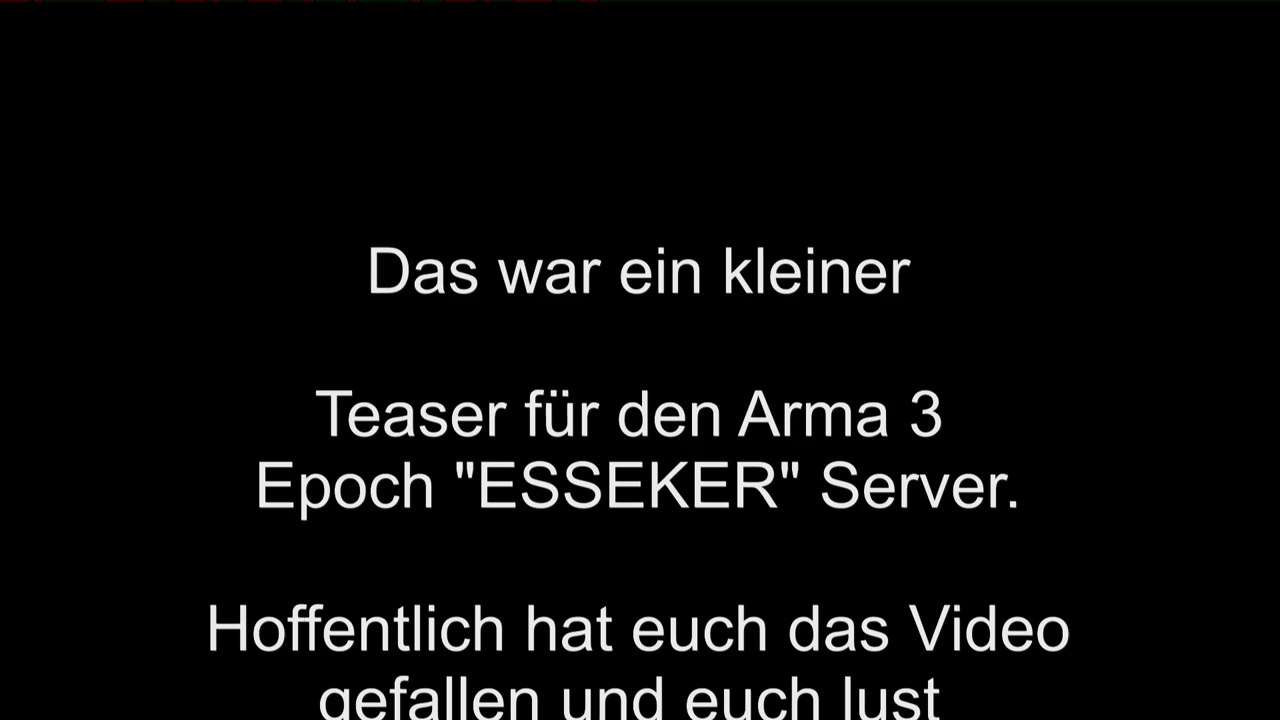 Das war ein kleiner
Teaser für den Arma 3
Epoch "ESSEKER" Server.
Hoffentlich hat euch das Video
gefallen und euch lust